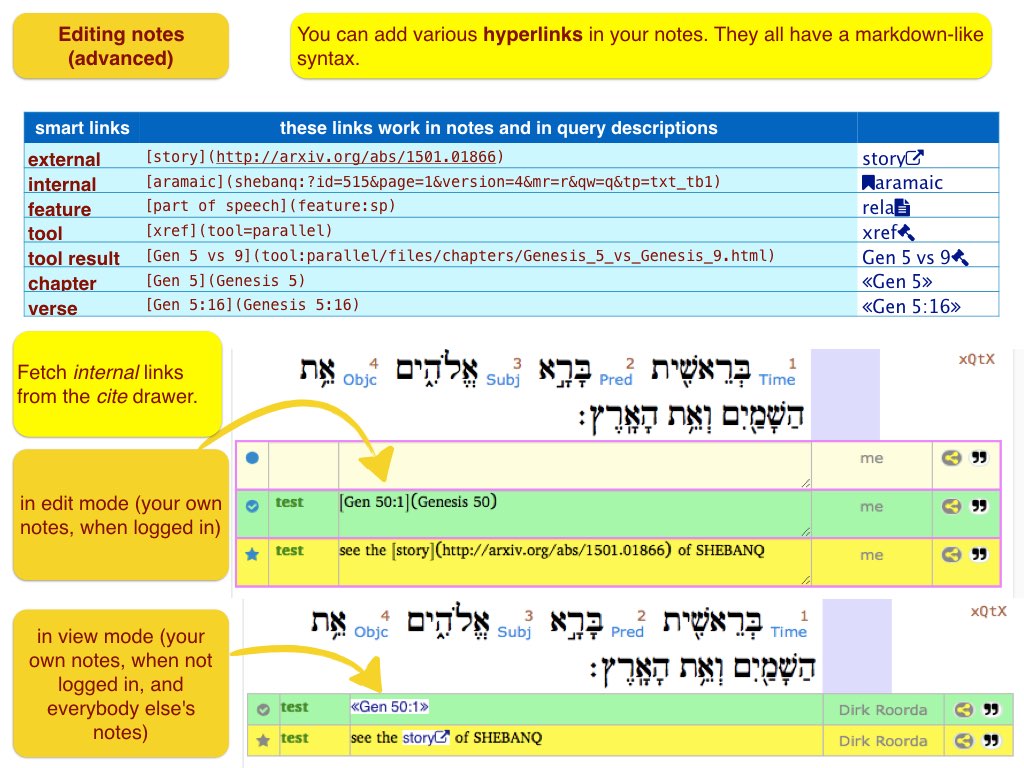 Editing notes
(advanced)
You can add various hyperlinks in your notes. They all have a markdown-like
syntax.
smart links these links work in notes and in query descriptions
external [story](http://arxiv.org/abs/1501.01866) story
internal [aramaic](shebanq:?id=515&page=1&version=4&mr=r&qw=q&tp=txt_tb1) aramaic
feature [part of speech](feature:sp) rela
tool [xref](tool=parallel) xref
tool result [Gen 5 vs 9](tool:parallel/files/chapters/Genesis_5_vs_Genesis_9.html) Gen 5 vs 9
chapter [Gen 5](Genesis 5) «Gen 5»
verse [Gen 5:16](Genesis 5:16) «Gen 5:16»
Fetch internal links
from the cite drawer.
xQtX
1 2 3 4
בְּרֵאשִׁ֖ית בָּרָ֣א אֱלֹהִ֑ים אֵ֥ת
Time Pred Subj Objc
הַשָּׁמַ֖יִם וְאֵ֥ת הָאָֽרֶץ׃
me
test [Gen 50:1](Genesis 50) me
test see the [story](http://arxiv.org/abs/1501.01866) of SHEBANQ me
in edit mode (your own
notes, when logged in)
xQtX
1 2 3 4
בְּרֵאשִׁ֖ית בָּרָ֣א אֱלֹהִ֑ים אֵ֥ת
Time Pred Subj Objc
הַשָּׁמַ֖יִם וְאֵ֥ת הָאָֽרֶץ׃
test «Gen 50:1» Dirk Roorda
test see the story of SHEBANQ Dirk Roorda
in view mode (your
own notes, when not
logged in, and
everybody else's
notes)